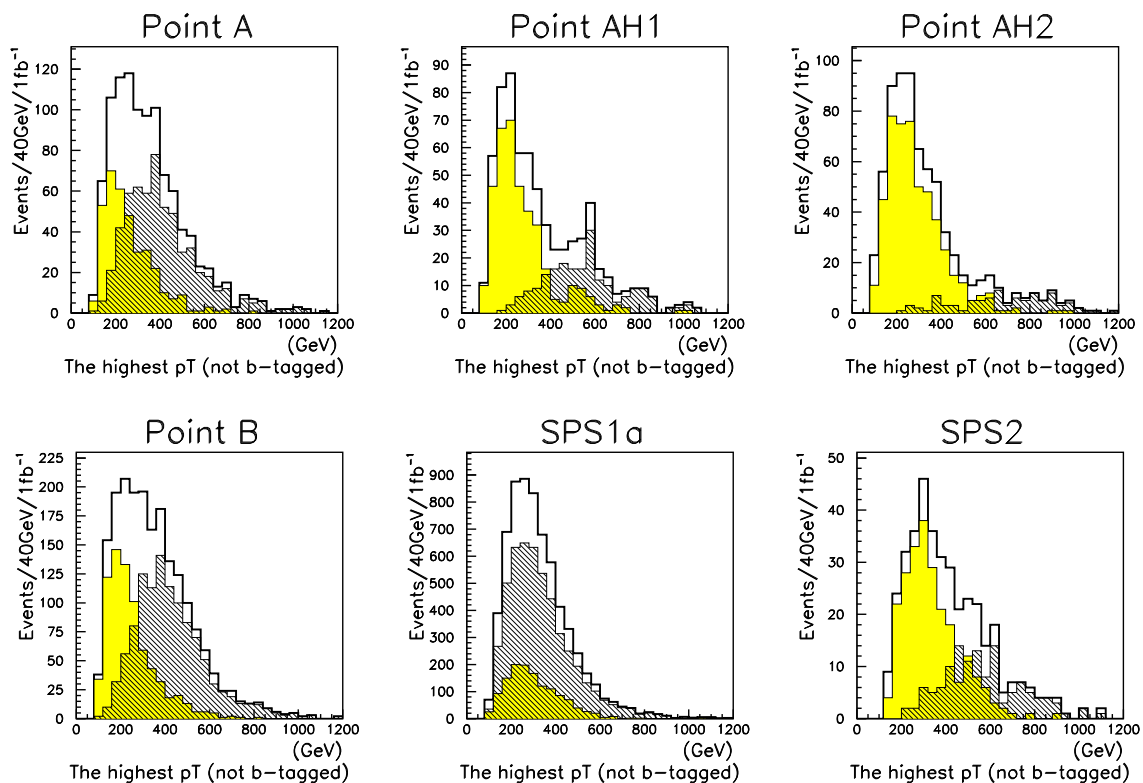 Point A
Events/40GeV/1fb⁻¹
120
100
80
60
40
20
0
0 200 400 600 800 1000 1200
(GeV)
The highest pT (not b-tagged)
Point AH1
Events/40GeV/1fb⁻¹
90
80
70
60
50
40
30
20
10
0
0 200 400 600 800 1000 1200
(GeV)
The highest pT (not b-tagged)
Point AH2
Events/40GeV/1fb⁻¹
100
80
60
40
20
0
0 200 400 600 800 1000 1200
(GeV)
The highest pT (not b-tagged)
Point B
Events/40GeV/1fb⁻¹
225
200
175
150
125
100
75
50
25
0
0 200 400 600 800 1000 1200
(GeV)
The highest pT (not b-tagged)
SPS1a
Events/40GeV/1fb⁻¹
900
800
700
600
500
400
300
200
100
0
0 200 400 600 800 1000 1200
(GeV)
The highest pT (not b-tagged)
SPS2
Events/40GeV/1fb⁻¹
50
40
30
20
10
0
0 200 400 600 800 1000 1200
(GeV)
The highest pT (not b-tagged)